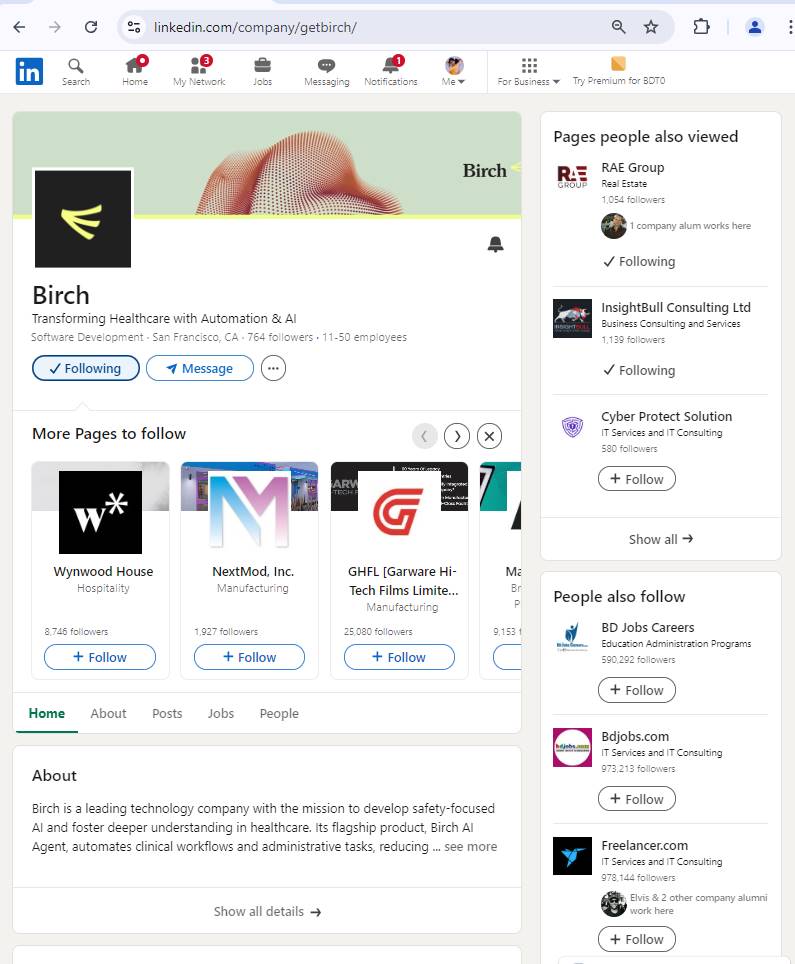 linkedin.com/company/getbirch/
in
Search
Home
3
My Network
Jobs
Messaging
1
Notifications
Me
For Business
Try Premium for BDT0
Birch
Birch
Transforming Healthcare with Automation & AI
Software Development · San Francisco, CA · 764 followers · 11-50 employees
Following
Message
More Pages to follow
w*
Wynwood House
Hospitality
8,746 followers
+ Follow
NM
NextMod, Inc.
Manufacturing
1,927 followers
+ Follow
G
GHFL [Garware Hi-
Tech Films Limite...
Manufacturing
25,080 followers
+ Follow
Ma
Br
P
9,153 f
Home
About
Posts
Jobs
People
About
Birch is a leading technology company with the mission to develop safety-focused
AI and foster deeper understanding in healthcare. Its flagship product, Birch AI
Agent, automates clinical workflows and administrative tasks, reducing ... see more
Show all details →
Pages people also viewed
RAE
GROUP
RAE Group
Real Estate
1,054 followers
1 company alum works here
Following
INSIGHTBULL
InsightBull Consulting Ltd
Business Consulting and Services
1,139 followers
Following
Cyber Protect Solution
IT Services and IT Consulting
580 followers
+ Follow
Show all →
People also follow
BD Jobs Careers
Education Administration Programs
590,292 followers
+ Follow
bdjobs.com
Bdjobs.com
IT Services and IT Consulting
973,213 followers
+ Follow
Freelancer.com
IT Services and IT Consulting
978,144 followers
Elvis & 2 other company alumni
work here
+ Follow